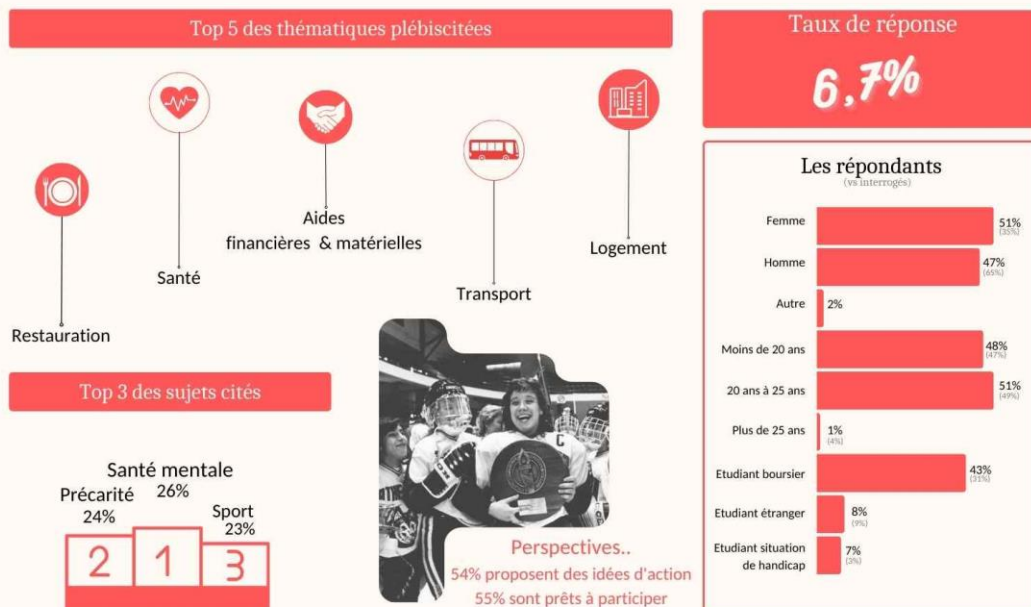 Top 5 des thématiques plébiscitées
Restauration
Santé
Aides
financières & matérielles
Transport
Logement
Top 3 des sujets cités
Santé mentale
26%
Précarité
24%
Sport
23%
2
1
3
C
Perspectives..
54% proposent des idées d'action
55% sont prêts à participer
Taux de réponse
6,7%
Les répondants
(vs interrogés)
Femme
51%
(35%)
Homme
47%
(65%)
Autre
2%
Moins de 20 ans
48%
(47%)
20 ans à 25 ans
51%
(49%)
Plus de 25 ans
1%
(4%)
Etudiant boursier
43%
(31%)
Etudiant étranger
8%
(9%)
Etudiant situation
de handicap
7%
(3%)